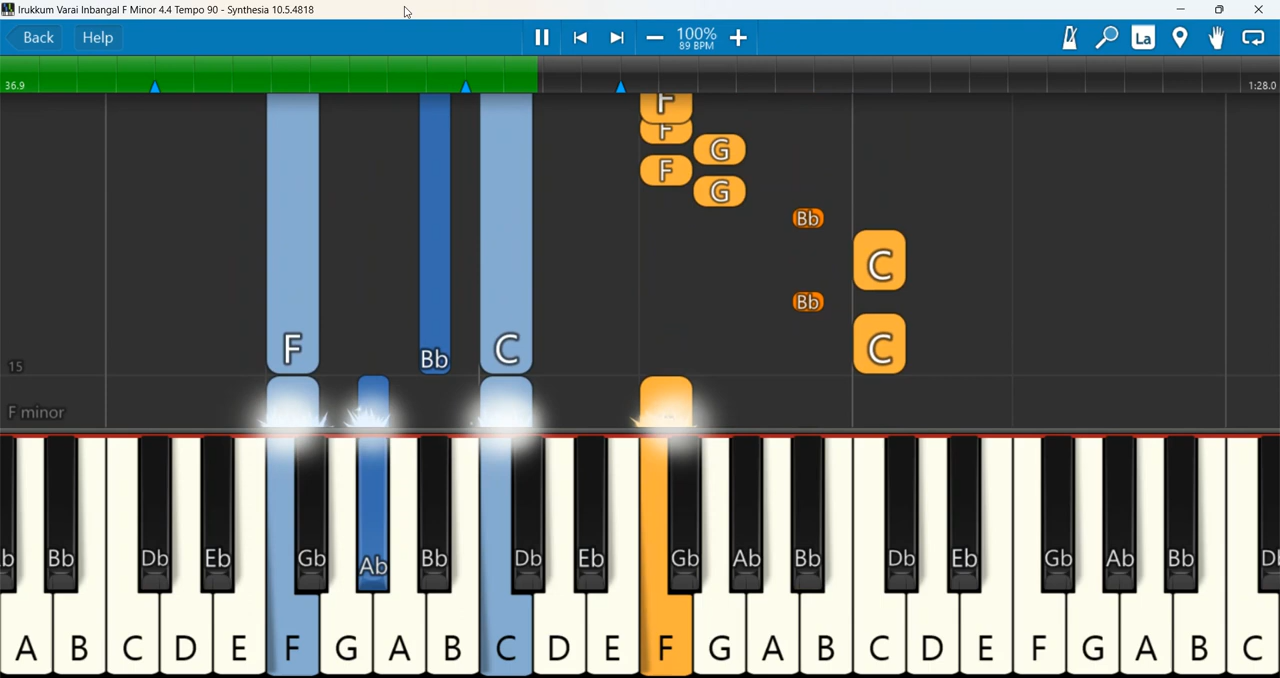 Irukkum Varai Inbangal F Minor 4.4 Tempo 90 - Synthesia 10.5.4818
Back Help 100% La
89 BPM
36.9 1:28.0
F
F
G
F
G
Bb
C
Bb
F Bb C C
15
F minor
Bb Db Eb Gb Ab Bb Db Eb Gb Ab Bb Db Eb Gb Ab Bb
A B C D E F G A B C D E F G A B C D E F G A B C